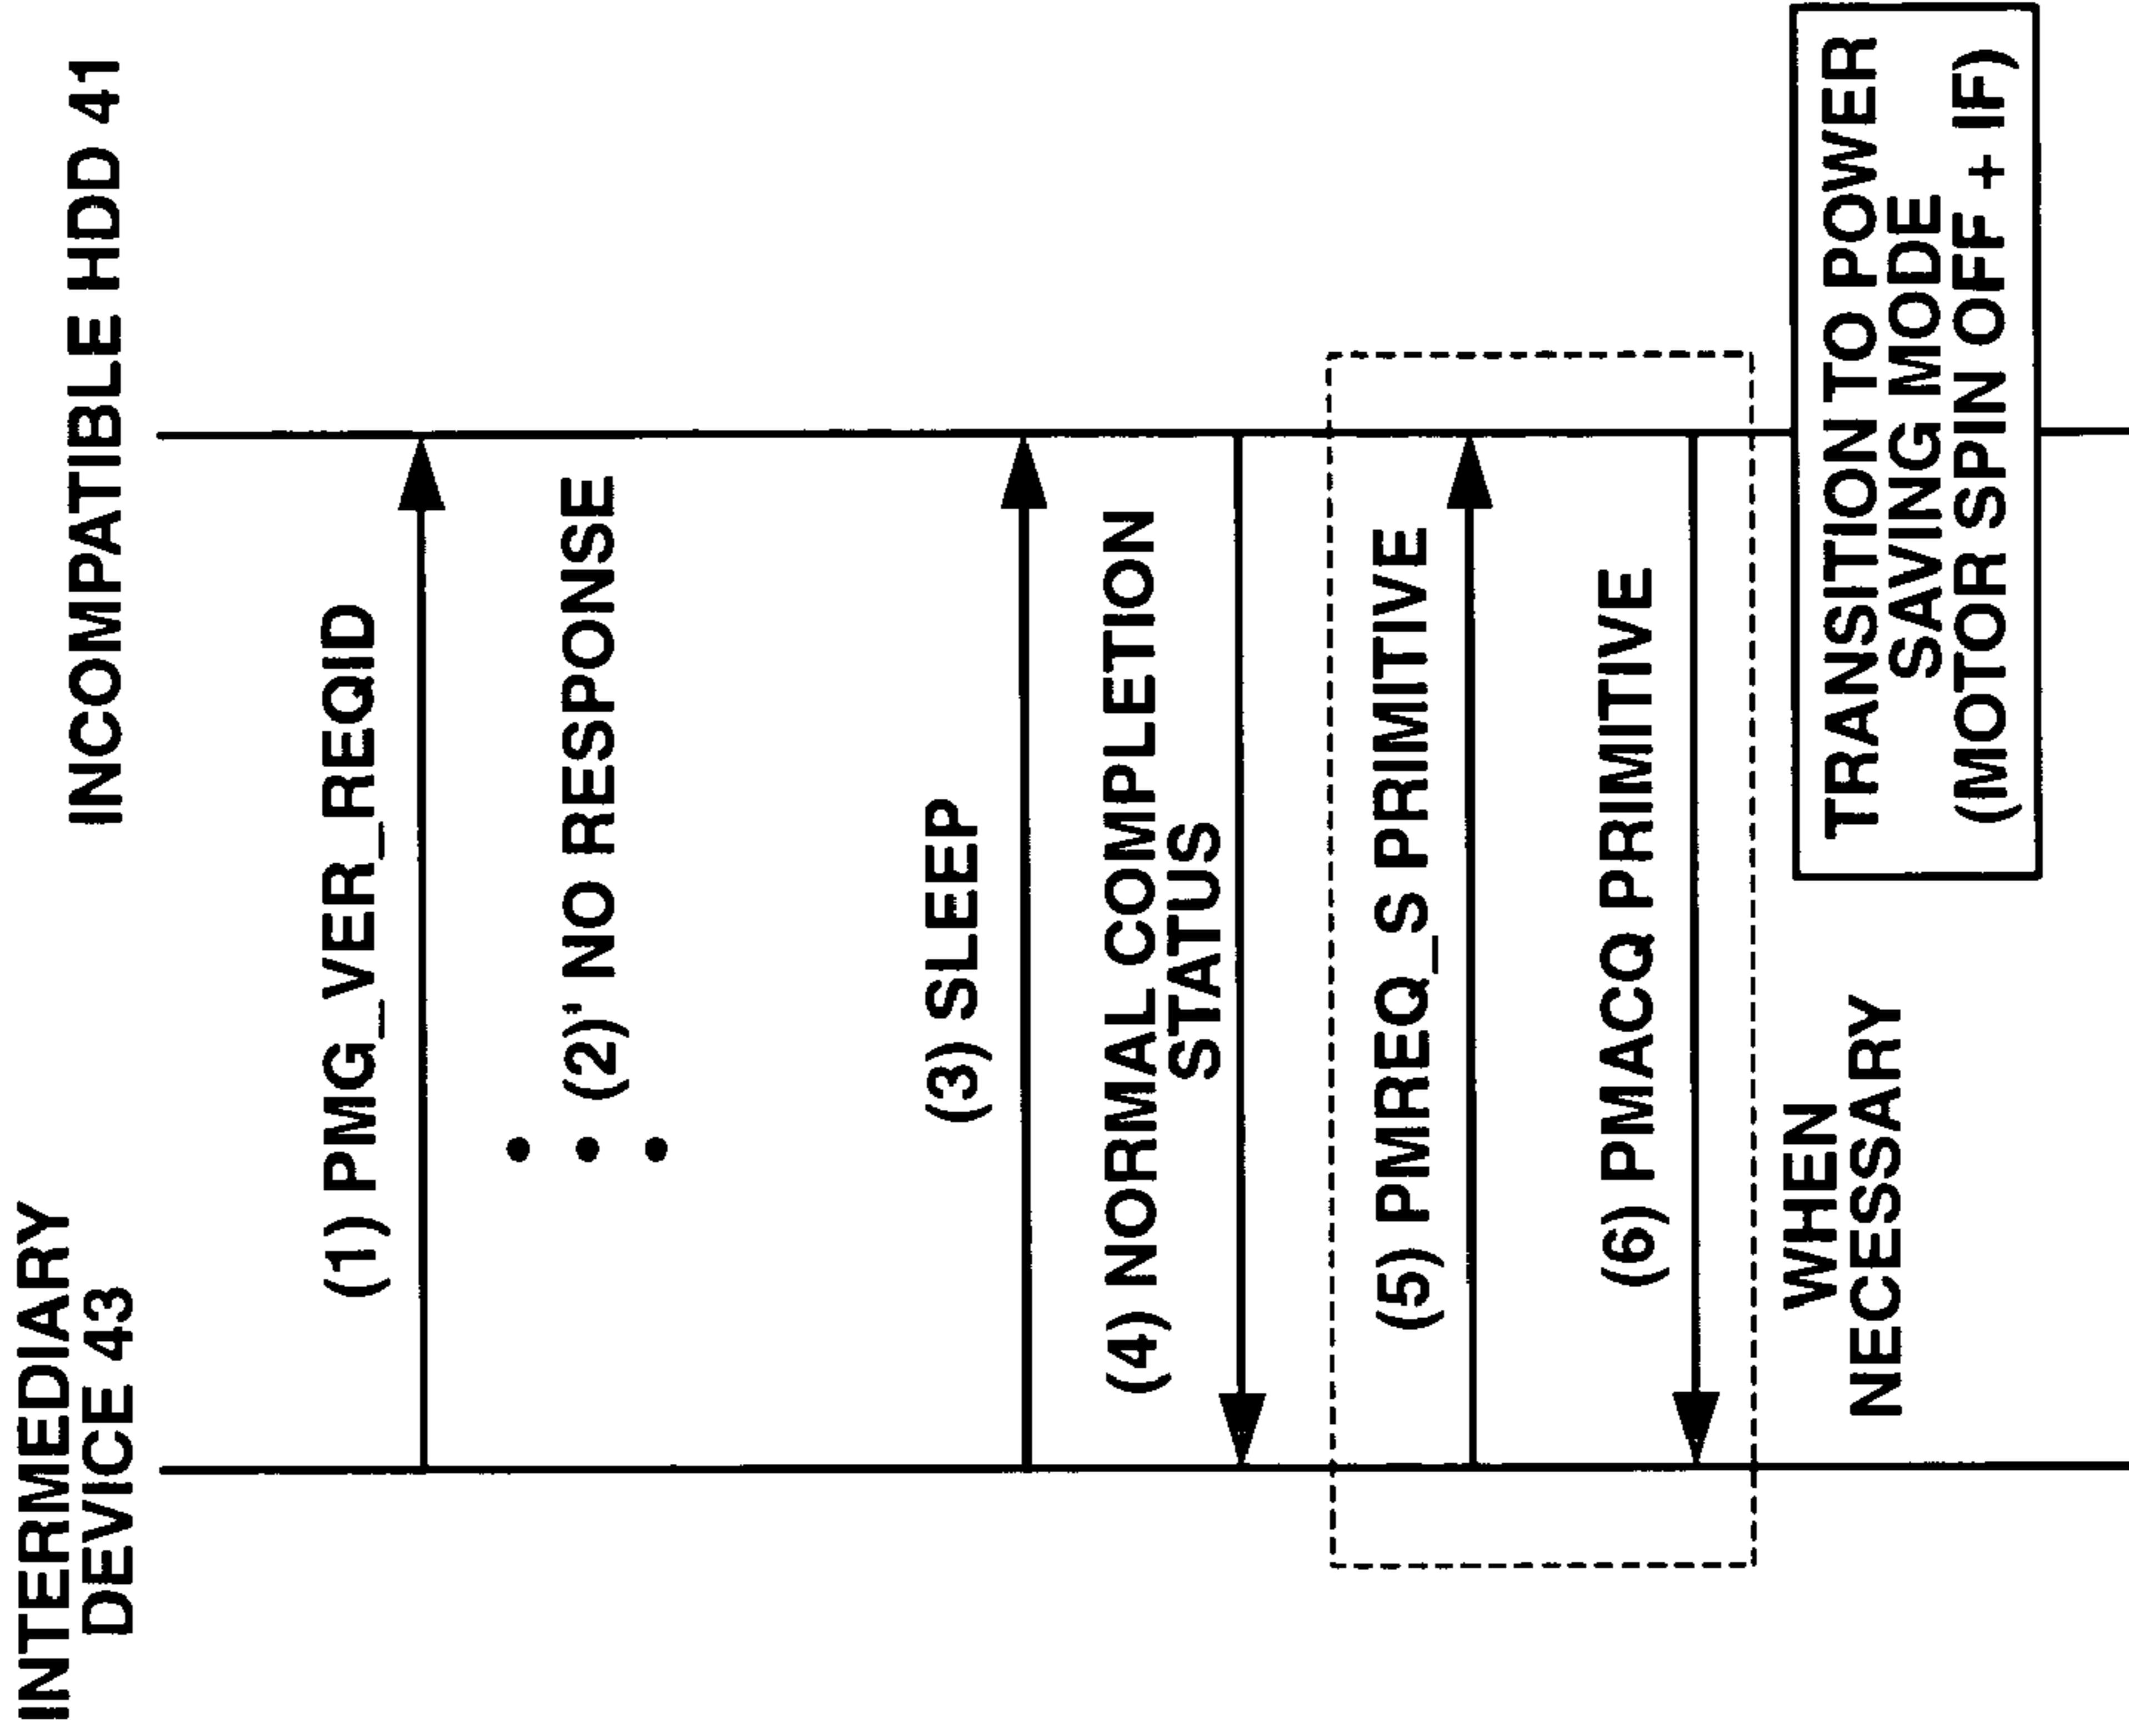 INTERMEDIARY
DEVICE 43
INCOMPATIBLE HDD 41
(1) PMG_VER_REQID
(2)' NO RESPONSE
(3) SLEEP
(4) NORMAL COMPLETION
STATUS
(5) PMREQ_S PRIMITIVE
(6) PMACQ PRIMITIVE
WHEN
NECESSARY
TRANSITION TO POWER
SAVING MODE
(MOTOR SPIN OFF + IF)